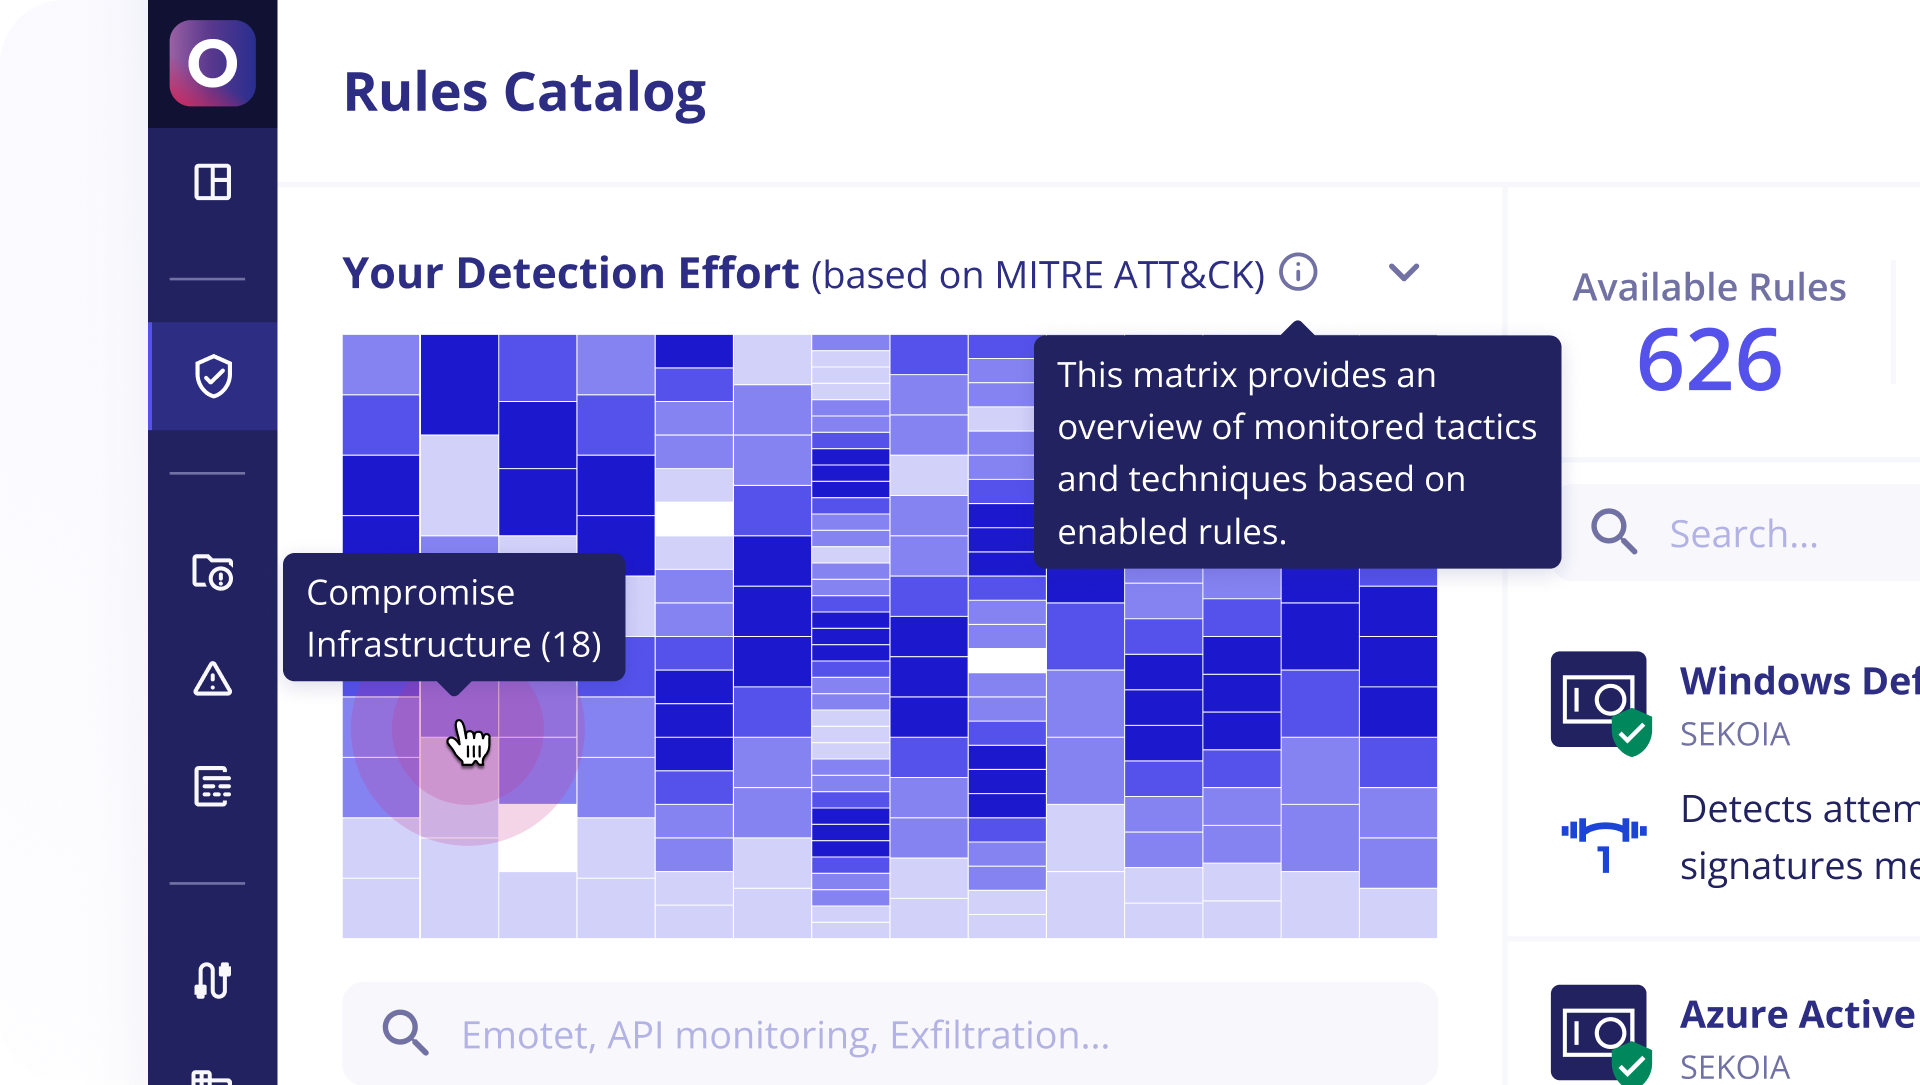 Rules Catalog
Your Detection Effort (based on MITRE ATT&CK)
This matrix provides an
overview of monitored tactics
and techniques based on
enabled rules.
Compromise
Infrastructure (18)
Emotet, API monitoring, Exfiltration...
Available Rules
626
Search...
Windows Def
SEKOIA
1
Detects attem
signatures me
Azure Active
SEKOIA